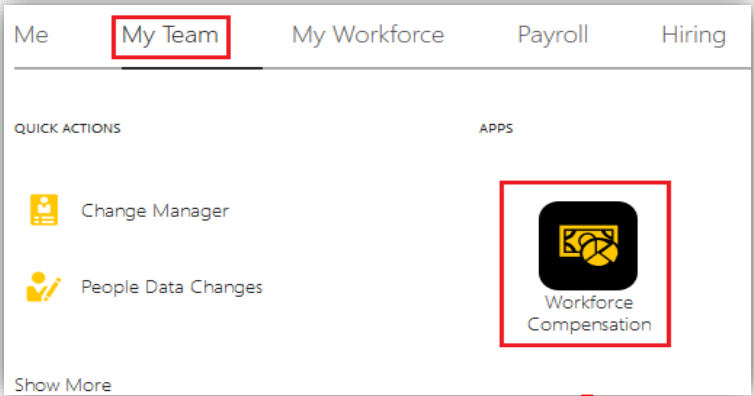 Me My Team My Workforce Payroll Hiring
QUICK ACTIONS
APPS
Change Manager
People Data Changes
Workforce
Compensation
Show More